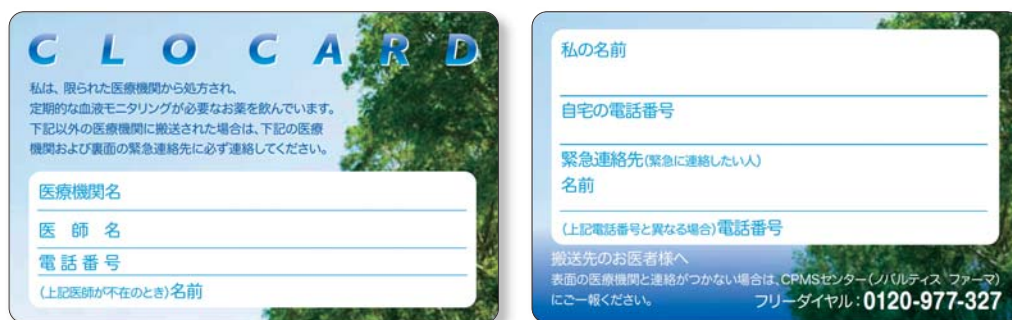 CLO CARD
私は、限られた医療機関から処方され、
定期的な血液モニタリングが必要なお薬を飲んでいます。
下記以外の医療機関に搬送された場合は、下記の医療
機関および裏面の緊急連絡先に必ず連絡してください。
医療機関名
医 師 名
電話番号
(上記医師が不在のとき)名前
私の名前
自宅の電話番号
緊急連絡先(緊急に連絡したい人)
名前
(上記電話番号と異なる場合)電話番号
搬送先のお医者様へ
表面の医療機関と連絡がつかない場合は、CPMSセンター(ノバルティス ファーマ)
にご一報ください。 フリーダイヤル:0120-977-327